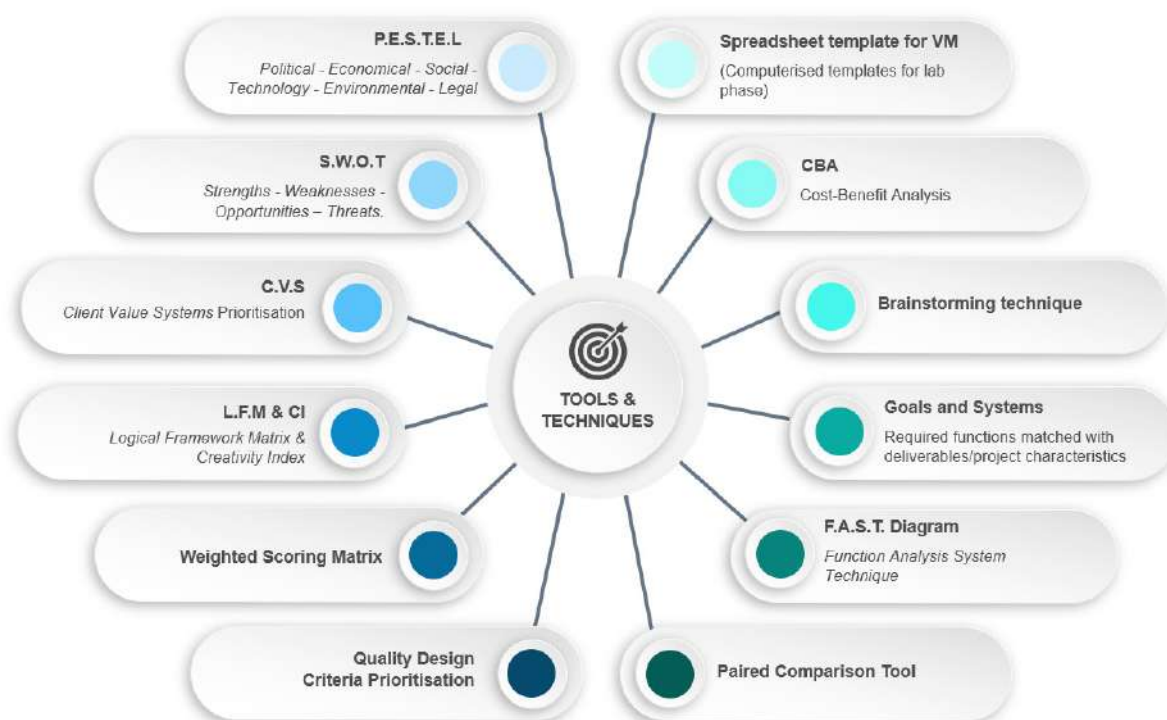 P.E.S.T.E.L
Political - Economical - Social -
Technology - Environmental - Legal
S.W.O.T
Strengths - Weaknesses -
Opportunities – Threats.
C.V.S
Client Value Systems Prioritisation
L.F.M & CI
Logical Framework Matrix &
Creativity Index
Weighted Scoring Matrix
Quality Design
Criteria Prioritisation
TOOLS &
TECHNIQUES
Spreadsheet template for VM
(Computerised templates for lab
phase)
CBA
Cost-Benefit Analysis
Brainstorming technique
Goals and Systems
Required functions matched with
deliverables/project characteristics
F.A.S.T. Diagram
Function Analysis System
Technique
Paired Comparison Tool